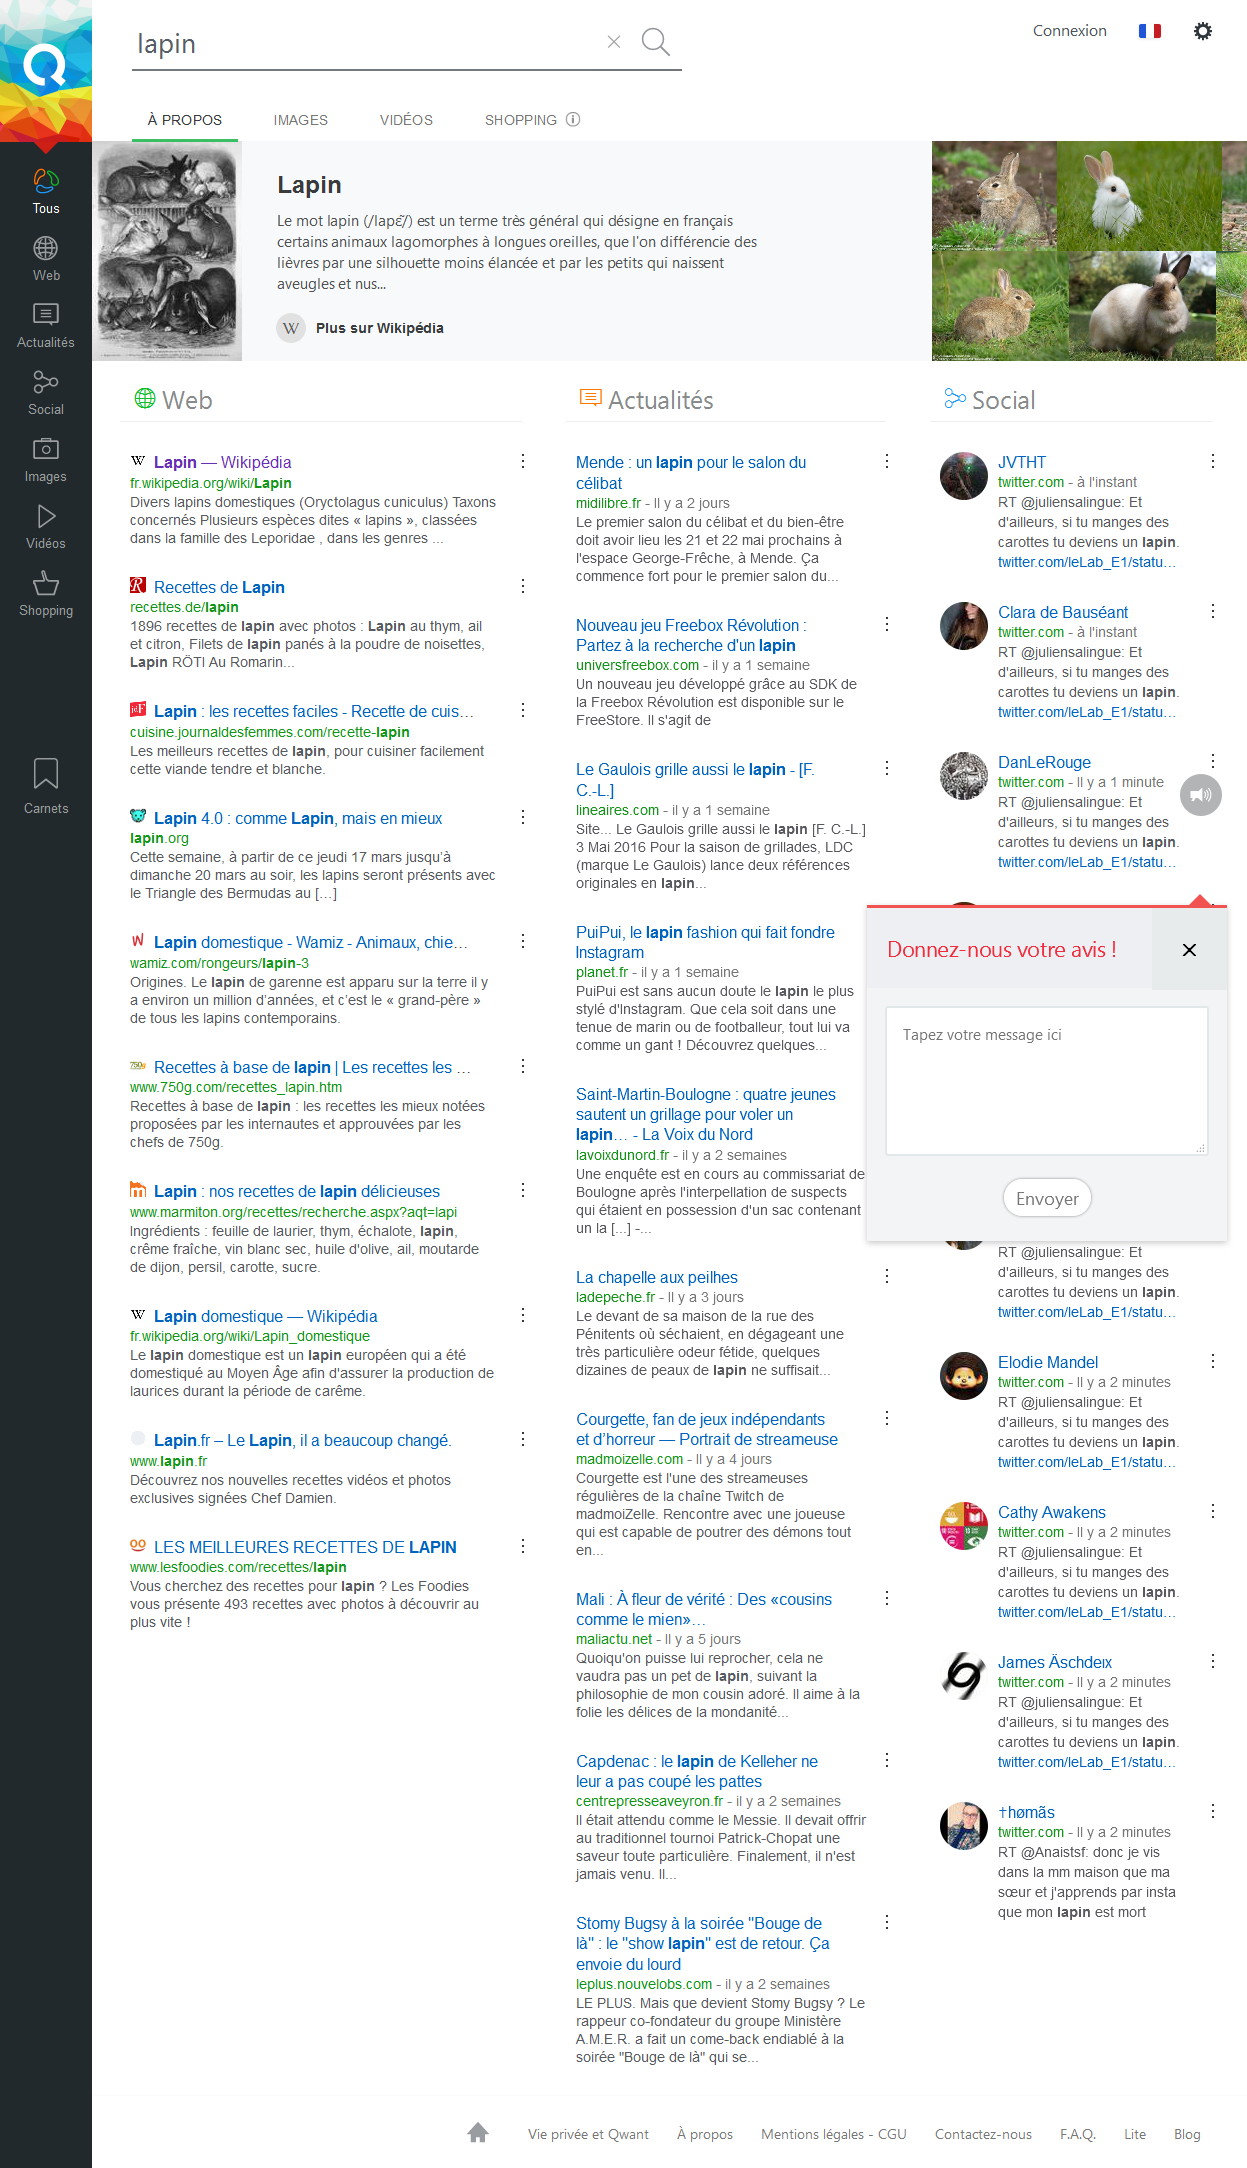 lapin
Connexion
À PROPOS
IMAGES
VIDÉOS
SHOPPING
Tous
Web
Actualités
Social
Images
Vidéos
Shopping
Carnets
Lapin
Le mot lapin (/lapɛ̃/) est un terme très général qui désigne en français
certains animaux lagomorphes à longues oreilles, que l'on différencie des
lièvres par une silhouette moins élancée et par les petits qui naissent
aveugles et nus...
W Plus sur Wikipédia
Web
W Lapin — Wikipédia
fr.wikipedia.org/wiki/Lapin
Divers lapins domestiques (Oryctolagus cuniculus) Taxons
concernés Plusieurs espèces dites « lapins », classées
dans la famille des Leporidae , dans les genres ...
R Recettes de Lapin
recettes.de/lapin
1896 recettes de lapin avec photos : Lapin au thym, ail
et citron, Filets de lapin panés à la poudre de noisettes,
Lapin RÔTI Au Romarin...
Lapin : les recettes faciles - Recette de cuis…
cuisine.journaldesfemmes.com/recette-lapin
Les meilleurs recettes de lapin, pour cuisiner facilement
cette viande tendre et blanche.
Lapin 4.0 : comme Lapin, mais en mieux
lapin.org
Cette semaine, à partir de ce jeudi 17 mars jusqu'à
dimanche 20 mars au soir, les lapins seront présents avec
le Triangle des Bermudas au […]
W Lapin domestique - Wamiz - Animaux, chie…
wamiz.com/rongeurs/lapin-3
Origines. Le lapin de garenne est apparu sur la terre il y
a environ un million d'années, et c'est le « grand-père »
de tous les lapins contemporains.
750g Recettes à base de lapin | Les recettes les …
www.750g.com/recettes_lapin.htm
Recettes à base de lapin : les recettes les mieux notées
proposées par les internautes et approuvées par les
chefs de 750g.
Lapin : nos recettes de lapin délicieuses
www.marmiton.org/recettes/recherche.aspx?aqt=lapi
Ingrédients : feuille de laurier, thym, échalote, lapin,
crême fraîche, vin blanc sec, huile d'olive, ail, moutarde
de dijon, persil, carotte, sucre.
W Lapin domestique — Wikipédia
fr.wikipedia.org/wiki/Lapin_domestique
Le lapin domestique est un lapin européen qui a été
domestiqué au Moyen Âge afin d'assurer la production de
laurices durant la période de carême.
Lapin.fr – Le Lapin, il a beaucoup changé.
www.lapin.fr
Découvrez nos nouvelles recettes vidéos et photos
exclusives signées Chef Damien.
LES MEILLEURES RECETTES DE LAPIN
www.lesfoodies.com/recettes/lapin
Vous cherchez des recettes pour lapin ? Les Foodies
vous présente 493 recettes avec photos à découvrir au
plus vite !
Actualités
Mende : un lapin pour le salon du
célibat
midilibre.fr - Il y a 2 jours
Le premier salon du célibat et du bien-être
doit avoir lieu les 21 et 22 mai prochains à
l'espace George-Frêche, à Mende. Ça
commence fort pour le premier salon du...
Nouveau jeu Freebox Révolution :
Partez à la recherche d'un lapin
universfreebox.com - il y a 1 semaine
Un nouveau jeu développé grâce au SDK de
la Freebox Révolution est disponible sur le
FreeStore. Il s'agit de
Le Gaulois grille aussi le lapin - [F.
C.-L.]
lineaires.com - il y a 1 semaine
Site... Le Gaulois grille aussi le lapin [F. C.-L.]
3 Mai 2016 Pour la saison de grillades, LDC
(marque Le Gaulois) lance deux références
originales en lapin...
PuiPui, le lapin fashion qui fait fondre
Instagram
planet.fr - il y a 1 semaine
PuiPui est sans aucun doute le lapin le plus
stylé d'Instagram. Que cela soit dans une
tenue de marin ou de footballeur, tout lui va
comme un gant ! Découvrez quelques...
Saint-Martin-Boulogne : quatre jeunes
sautent un grillage pour voler un
lapin… - La Voix du Nord
lavoixdunord.fr - il y a 2 semaines
Une enquête est en cours au commissariat de
Boulogne après l'interpellation de suspects
qui étaient en possession d'un sac contenant
un la [...] -...
La chapelle aux peilhes
ladepeche.fr - Il y a 3 jours
Le devant de sa maison de la rue des
Pénitents où séchaient, en dégageant une
très particulière odeur fétide, quelques
dizaines de peaux de lapin ne suffisait...
Courgette, fan de jeux indépendants
et d'horreur — Portrait de streameuse
madmoizelle.com - Il y a 4 jours
Courgette est l'une des streameuses
régulières de la chaîne Twitch de
madmoiZelle. Rencontre avec une joueuse
qui est capable de poutrer des démons tout
en...
Mali : À fleur de vérité : Des «cousins
comme le mien»…
maliactu.net - Il y a 5 jours
Quoiqu'on puisse lui reprocher, cela ne
vaudra pas un pet de lapin, suivant la
philosophie de mon cousin adoré. Il aime à la
folie les délices de la mondanité...
Capdenac : le lapin de Kelleher ne
leur a pas coupé les pattes
centrepresseaveyron.fr - il y a 2 semaines
Il était attendu comme le Messie. Il devait offrir
au traditionnel tournoi Patrick-Chopat une
saveur toute particulière. Finalement, il n'est
jamais venu. Il...
Stomy Bugsy à la soirée "Bouge de
là" : le "show lapin" est de retour. Ça
envoie du lourd
leplus.nouvelobs.com - il y a 2 semaines
LE PLUS. Mais que devient Stomy Bugsy ? Le
rappeur co-fondateur du groupe Ministère
A.M.E.R. a fait un come-back endiablé à la
soirée "Bouge de là" qui se...
Social
JVTHT
twitter.com - à l'instant
RT @juliensalingue: Et
d'ailleurs, si tu manges des
carottes tu deviens un lapin.
twitter.com/leLab_E1/statu…
Clara de Bauséant
twitter.com - à l'instant
RT @juliensalingue: Et
d'ailleurs, si tu manges des
carottes tu deviens un lapin.
twitter.com/leLab_E1/statu…
DanLeRouge
twitter.com - Il y a 1 minute
RT @juliensalingue: Et
d'ailleurs, si tu manges des
carottes tu deviens un lapin.
twitter.com/leLab_E1/statu…
Donnez-nous votre avis !
Tapez votre message ici
Envoyer
RT @juliensalingue: Et
d'ailleurs, si tu manges des
carottes tu deviens un lapin.
twitter.com/leLab_E1/statu…
Elodie Mandel
twitter.com - Il y a 2 minutes
RT @juliensalingue: Et
d'ailleurs, si tu manges des
carottes tu deviens un lapin.
twitter.com/leLab_E1/statu…
Cathy Awakens
twitter.com - Il y a 2 minutes
RT @juliensalingue: Et
d'ailleurs, si tu manges des
carottes tu deviens un lapin.
twitter.com/leLab_E1/statu…
James Äschdeıx
twitter.com - Il y a 2 minutes
RT @juliensalingue: Et
d'ailleurs, si tu manges des
carottes tu deviens un lapin.
twitter.com/leLab_E1/statu…
†hømãs
twitter.com - Il y a 2 minutes
RT @Anaistsf: donc je vis
dans la mm maison que ma
sœur et j'apprends par insta
que mon lapin est mort
Vie privée et Qwant
À propos
Mentions légales - CGU
Contactez-nous
F.A.Q.
Lite
Blog